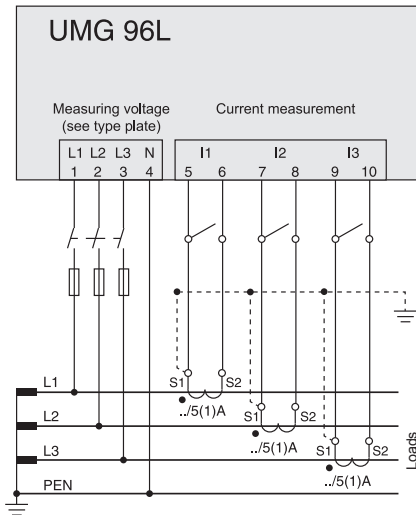 UMG 96L
Measuring voltage
(see type plate)
Current measurement
L1 L2 L3 N
1 2 3 4
I1 I2 I3
5 6 7 8 9 10
L1
S1 S2
../5(1)A
L2
S1 S2
../5(1)A
L3
S1 S2
../5(1)A
PEN
Loads